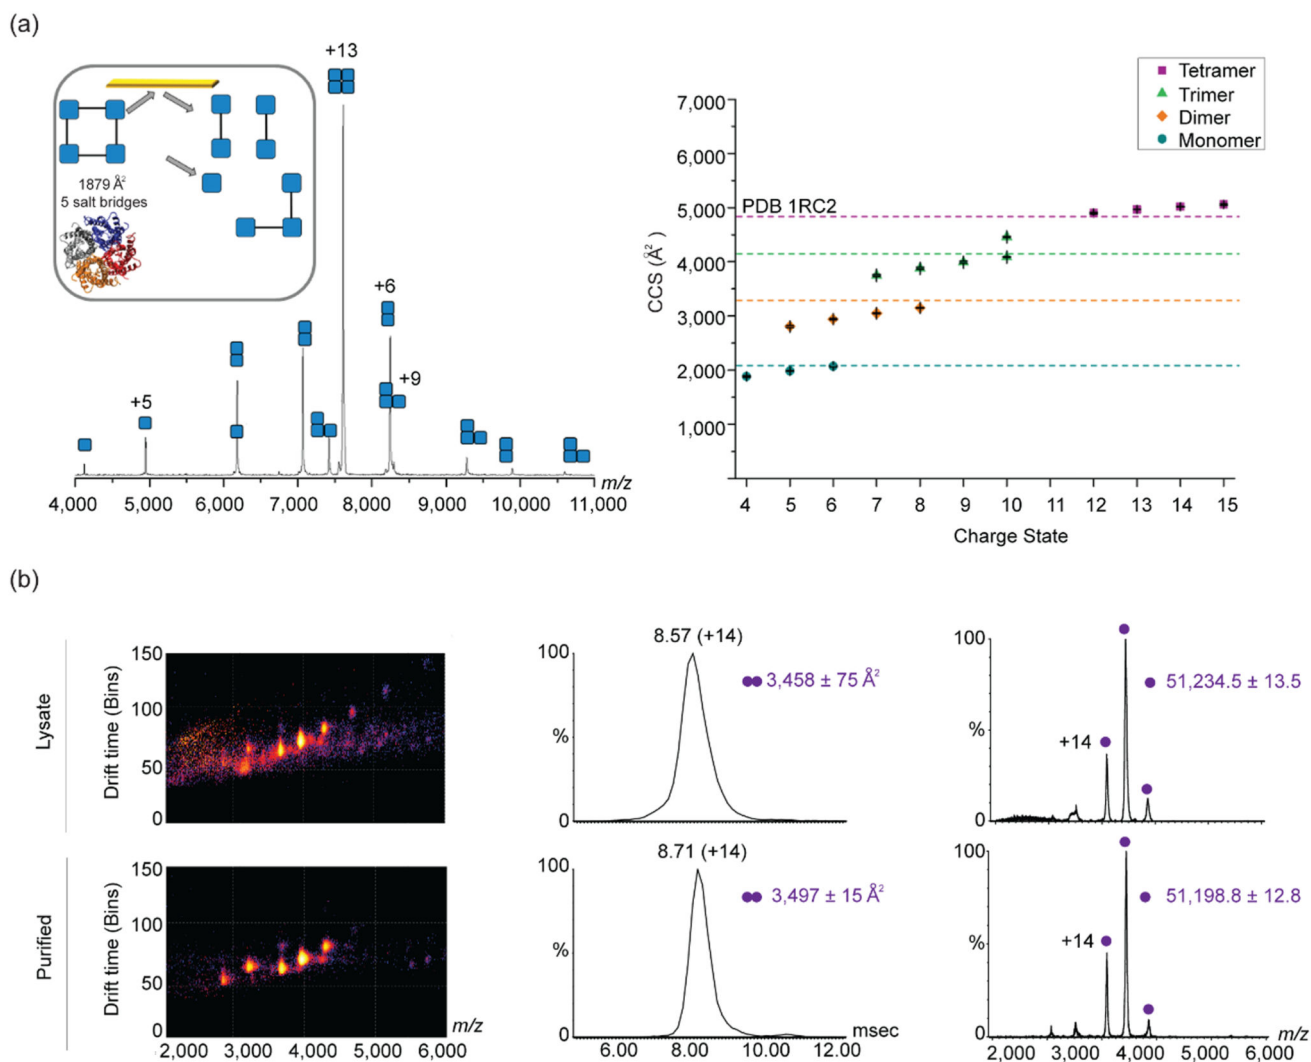 (a)
+13
1879 Å²
5 salt bridges
+6
+9
+5
4,000 5,000 6,000 7,000 8,000 9,000 10,000 11,000
m/z
Tetramer
Trimer
Dimer
Monomer
7,000
6,000
5,000
4,000
3,000
2,000
1,000
CCS (Å²)
PDB 1RC2
4 5 6 7 8 9 10 12 13 14 15
Charge State
(b)
Lysate
Drift time (Bins)
150
100
50
0
8.57 (+14)
100
%
0
3,458 ± 75 Å²
100
%
0
+14
51,234.5 ± 13.5
Purified
Drift time (Bins)
150
100
50
0
2,000 3,000 4,000 5,000 6,000
m/z
8.71 (+14)
100
%
0
3,497 ± 15 Å²
msec
6.00 8.00 10.00 12.00
100
%
0
+14
51,198.8 ± 12.8
m/z
2,000 3,000 4,000 5,000 6,000